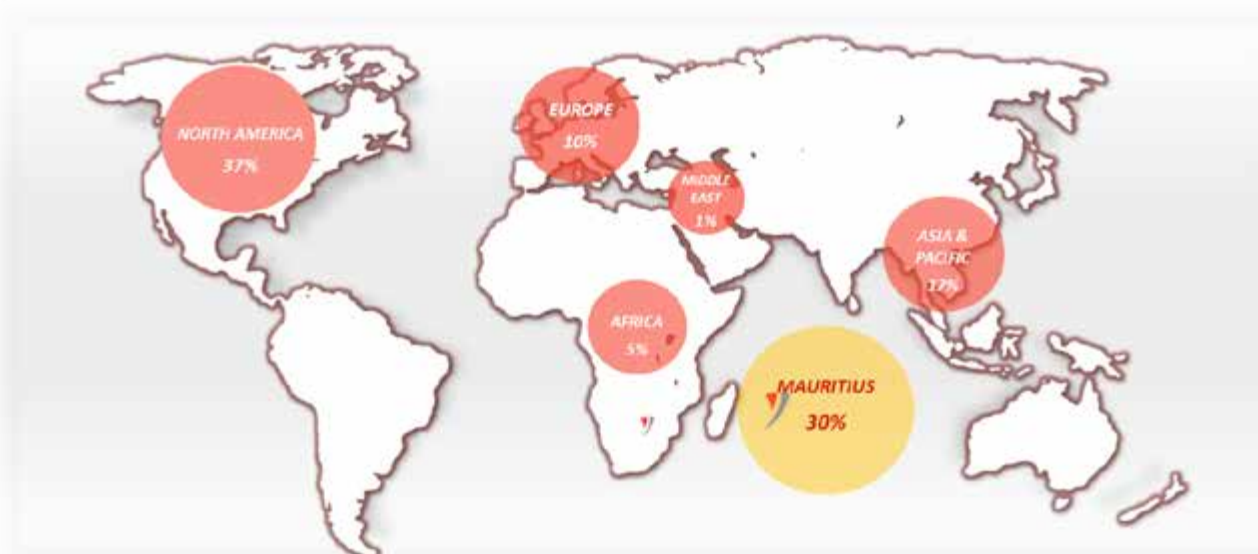 NORTH AMERICA
37%
EUROPE
10%
MIDDLE
EAST
1%
ASIA &
PACIFIC
17%
AFRICA
5%
MAURITIUS
30%